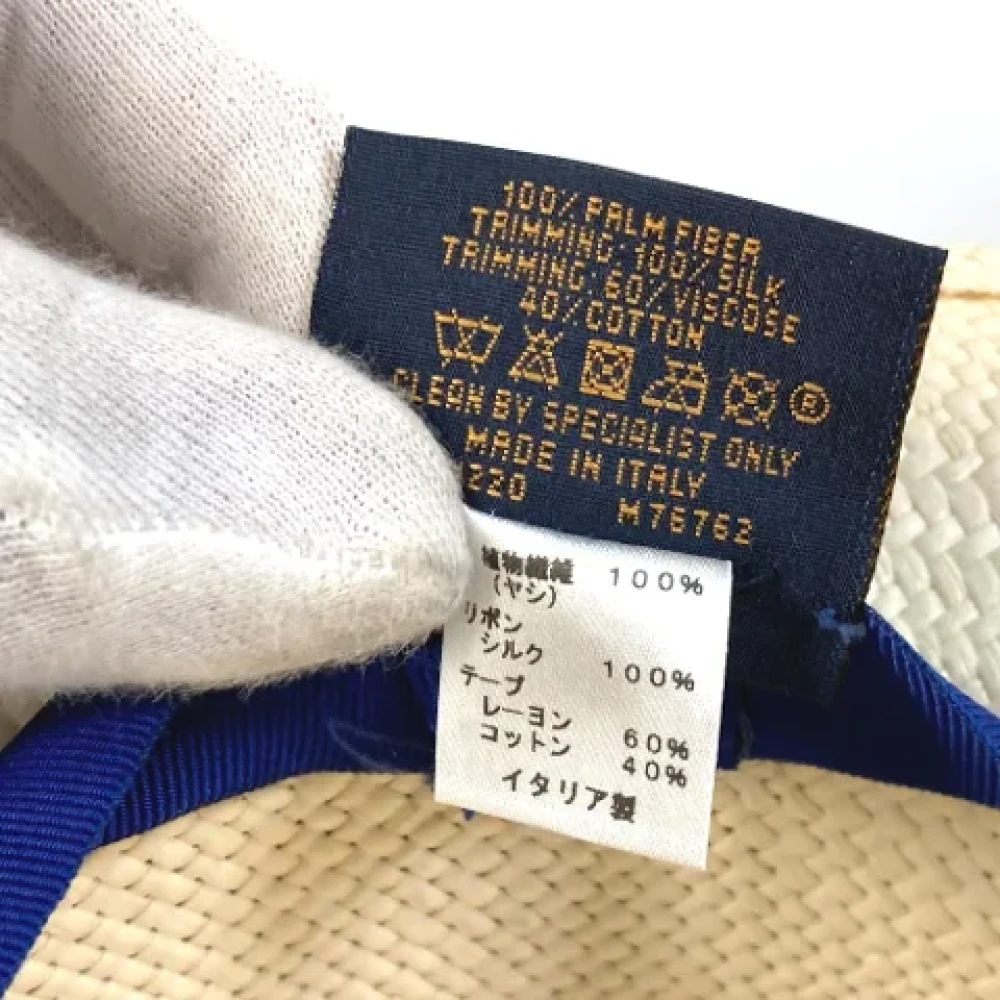 100% PALM FIBER
TRIMMING: 100% SILK
TRIMMING: 60% VISCOSE
40% COTTON
®
CLEAN BY SPECIALIST ONLY
MADE IN ITALY
220 M76762
植物繊維 100%
(ヤシ)
リボン
シルク 100%
テープ
レーヨン 60%
コットン 40%
イタリア製